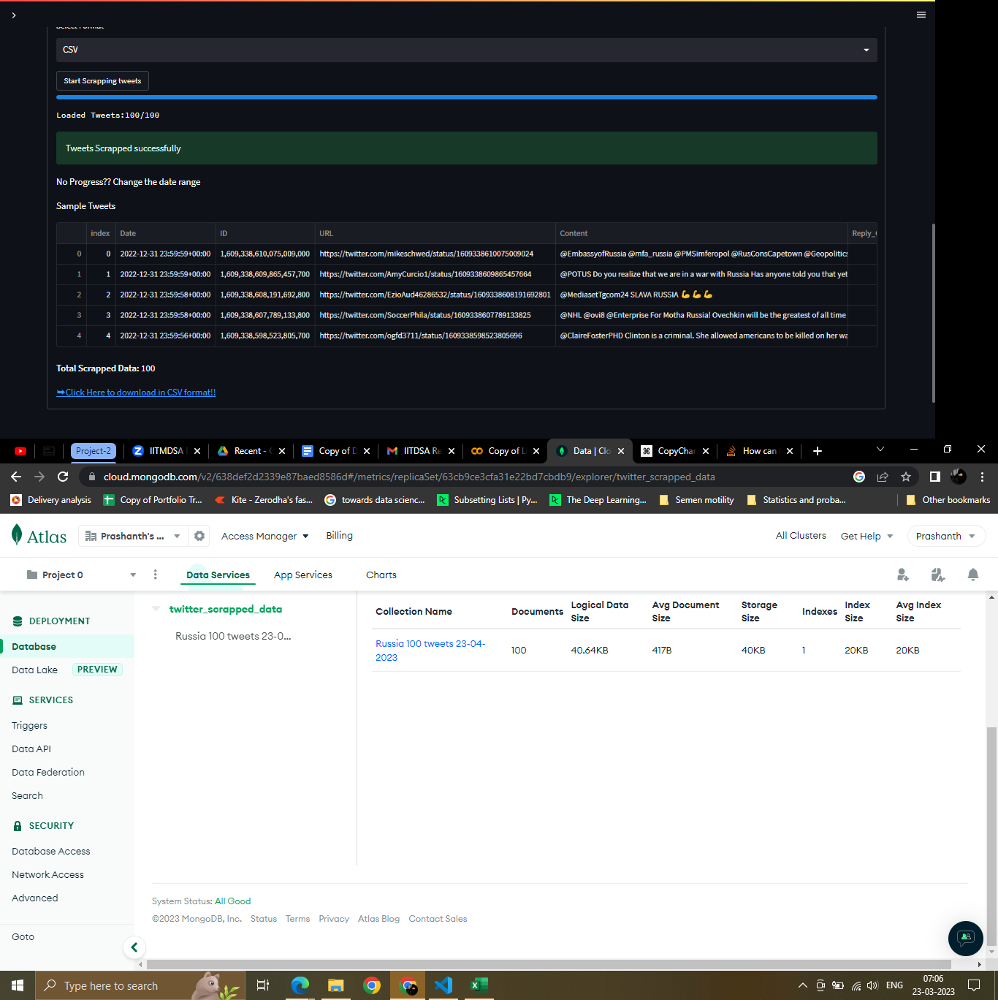 Select Format
CSV
Start Scrapping tweets
Loaded Tweets:100/100
Tweets Scrapped successfully
No Progress?? Change the date range
Sample Tweets
index Date ID URL Content
0 0 2022-12-31 23:59:59+00:00 1,609,338,610,075,009,000 https://twitter.com/mikeschwed/status/1609338610075009024 @EmbassyofRussia @mfa_russia @PMSimferopol @RusConsCapetown @Geopolitics
1 1 2022-12-31 23:59:59+00:00 1,609,338,609,865,457,700 https://twitter.com/AmyCurcio1/status/1609338609865457664 @POTUS Do you realize that we are in a war with Russia Has anyone told you that yet
2 2 2022-12-31 23:59:58+00:00 1,609,338,608,191,692,800 https://twitter.com/EzioAud46286532/status/1609338608191692801 @MediasetTgcom24 SLAVA RUSSIA 💪 💪 💪
3 3 2022-12-31 23:59:58+00:00 1,609,338,607,789,133,800 https://twitter.com/SoccerPhila/status/1609338607789133825 @NHL @ovi8 @Enterprise For Motha Russia! Ovechkin will be the greatest of all time
4 4 2022-12-31 23:59:56+00:00 1,609,338,598,523,805,700 https://twitter.com/ogfd3711/status/1609338598523805696 @ClaireFosterPHD Clinton is a criminal. She allowed americans to be killed on her wa
Total Scrapped Data: 100
➥Click Here to download in CSV format!!
Project-2 IITMDSA Recent - Copy of D IITDSA Re Copy of Data | Clo CopyChar How can
cloud.mongodb.com/v2/638def2d2339e87baed8586d#/metrics/replicaSet/63cb9ce3cfa31e22bd7cbdb9/explorer/twitter_scrapped_data
Delivery analysis Copy of Portfolio Tr... Kite - Zerodha's fas... towards data scienc... Subsetting Lists | Py... The Deep Learning... Semen motility Statistics and proba... Other bookmarks
Atlas Prashanth's ... Access Manager Billing All Clusters Get Help Prashanth
Project 0 Data Services App Services Charts
DEPLOYMENT
Database
Data Lake PREVIEW
SERVICES
Triggers
Data API
Data Federation
Search
SECURITY
Database Access
Network Access
Advanced
Goto
twitter_scrapped_data
Russia 100 tweets 23-0...
Collection Name Documents Logical Data Size Avg Document Size Storage Size Indexes Index Size Avg Index Size
Russia 100 tweets 23-04-2023 100 40.64KB 417B 40KB 1 20KB 20KB
System Status: All Good
©2023 MongoDB, Inc. Status Terms Privacy Atlas Blog Contact Sales
Type here to search
ENG
07:06
23-03-2023